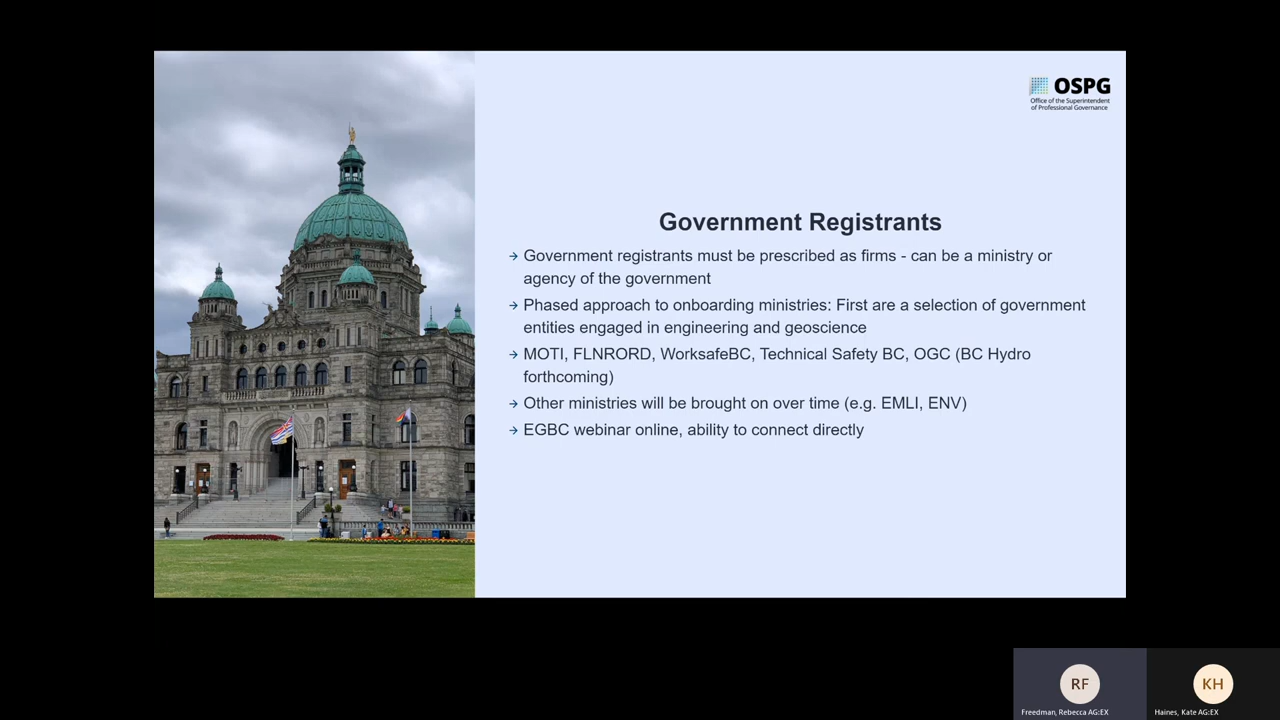 OSPG
Office of the Superintendent
of Professional Governance
Government Registrants
→ Government registrants must be prescribed as firms - can be a ministry or
agency of the government
→ Phased approach to onboarding ministries: First are a selection of government
entities engaged in engineering and geoscience
→ MOTI, FLNRORD, WorksafeBC, Technical Safety BC, OGC (BC Hydro
forthcoming)
→ Other ministries will be brought on over time (e.g. EMLI, ENV)
→ EGBC webinar online, ability to connect directly
RF
Freedman, Rebecca AG:EX
KH
Haines, Kate AG:EX